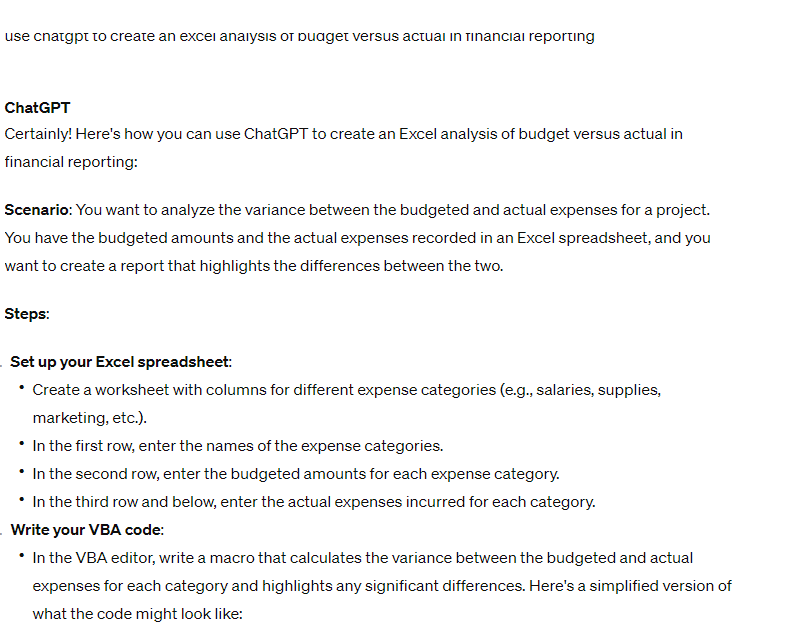 use chatgpt to create an excel analysis of budget versus actual in financial reporting
ChatGPT
Certainly! Here's how you can use ChatGPT to create an Excel analysis of budget versus actual in
financial reporting:
Scenario: You want to analyze the variance between the budgeted and actual expenses for a project.
You have the budgeted amounts and the actual expenses recorded in an Excel spreadsheet, and you
want to create a report that highlights the differences between the two.
Steps:
. Set up your Excel spreadsheet:
• Create a worksheet with columns for different expense categories (e.g., salaries, supplies,
marketing, etc.).
• In the first row, enter the names of the expense categories.
• In the second row, enter the budgeted amounts for each expense category.
• In the third row and below, enter the actual expenses incurred for each category.
. Write your VBA code:
• In the VBA editor, write a macro that calculates the variance between the budgeted and actual
expenses for each category and highlights any significant differences. Here's a simplified version of
what the code might look like: